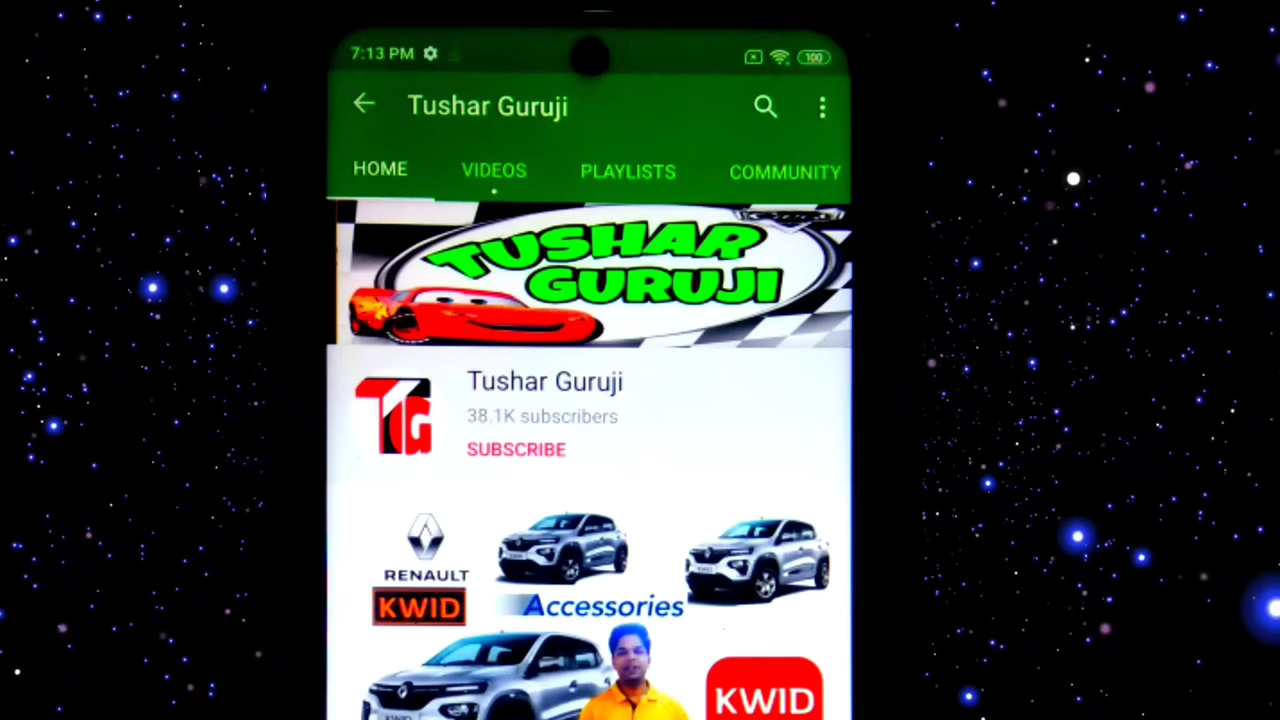 7:13 PM
100
Tushar Guruji
HOME VIDEOS PLAYLISTS COMMUNITY
TUSHAR
GURUJI
Tushar Guruji
38.1K subscribers
SUBSCRIBE
TG
RENAULT
KWID
Accessories
KWID
KWID